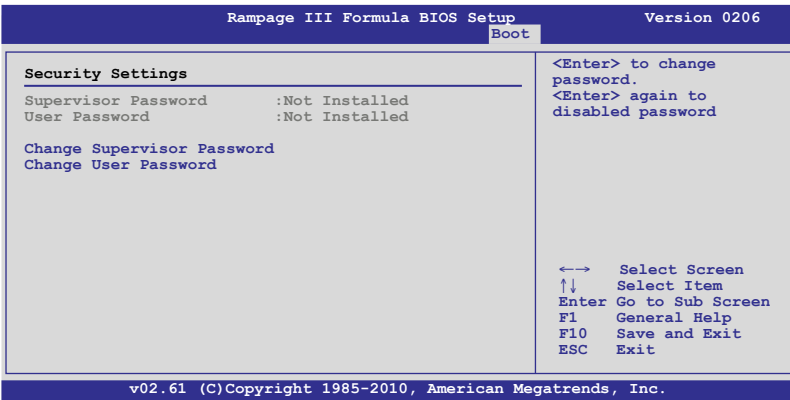 Rampage III Formula BIOS Setup Version 0206
Boot
Security Settings
Supervisor Password :Not Installed
User Password :Not Installed
Change Supervisor Password
Change User Password
<Enter> to change
password.
<Enter> again to
disabled password
←→ Select Screen
↑↓ Select Item
Enter Go to Sub Screen
F1 General Help
F10 Save and Exit
ESC Exit
v02.61 (C)Copyright 1985-2010, American Megatrends, Inc.